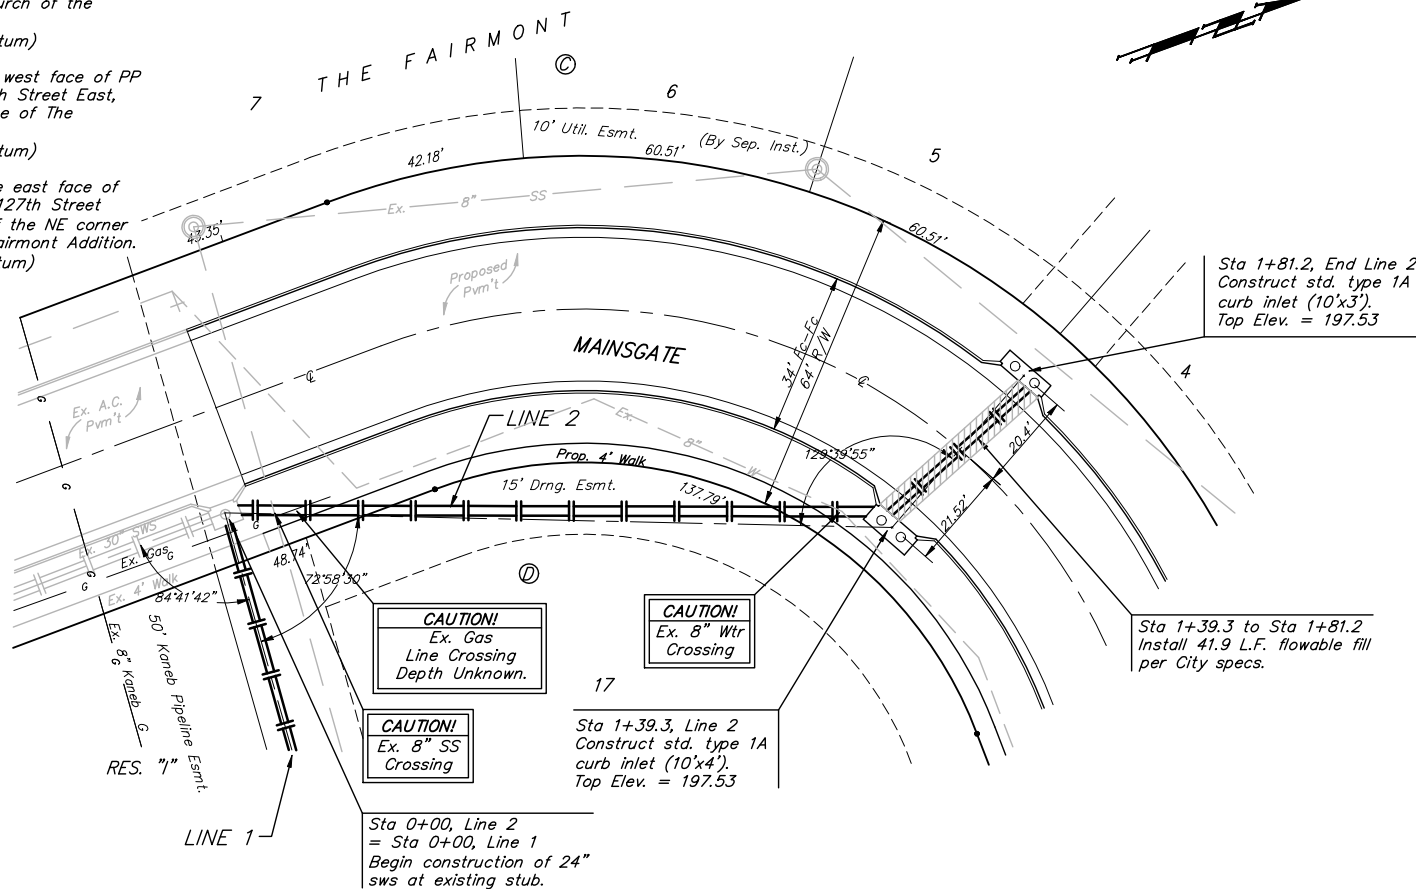 urch of the
tum)
west face of PP
h Street East,
e of The
tum)
e east face of
127th Street
f the NE corner
airmont Addition.
tum)
THE FAIRMONT
C
7
6
5
4
10' Util. Esmt.
(By Sep. Inst.)
42.18'
60.51'
60.51'
43.35'
Ex. 8" SS
Proposed
Pvm't
MAINSGATE
34' Fc-Fc
64' R/W
Sta 1+81.2, End Line 2
Construct std. type 1A
curb inlet (10'x3').
Top Elev. = 197.53
Ex. A.C.
Pvm't
G
G
LINE 2
Ex. 8" W
Prop. 4' Walk
15' Drng. Esmt.
137.79'
129°39'55"
20.4'
21.52'
Ex. 30" SWS
Ex. Gas
G
G
G
G
Ex. 4' Walk
48.74'
72°58'30"
84°41'42"
D
50' Kaneb Pipeline Esmt.
Ex. 8" Kaneb
G
G
RES. "I"
CAUTION!
Ex. Gas
Line Crossing
Depth Unknown.
CAUTION!
Ex. 8" Wtr
Crossing
CAUTION!
Ex. 8" SS
Crossing
17
Sta 1+39.3 to Sta 1+81.2
Install 41.9 L.F. flowable fill
per City specs.
Sta 1+39.3, Line 2
Construct std. type 1A
curb inlet (10'x4').
Top Elev. = 197.53
LINE 1
Sta 0+00, Line 2
= Sta 0+00, Line 1
Begin construction of 24"
sws at existing stub.